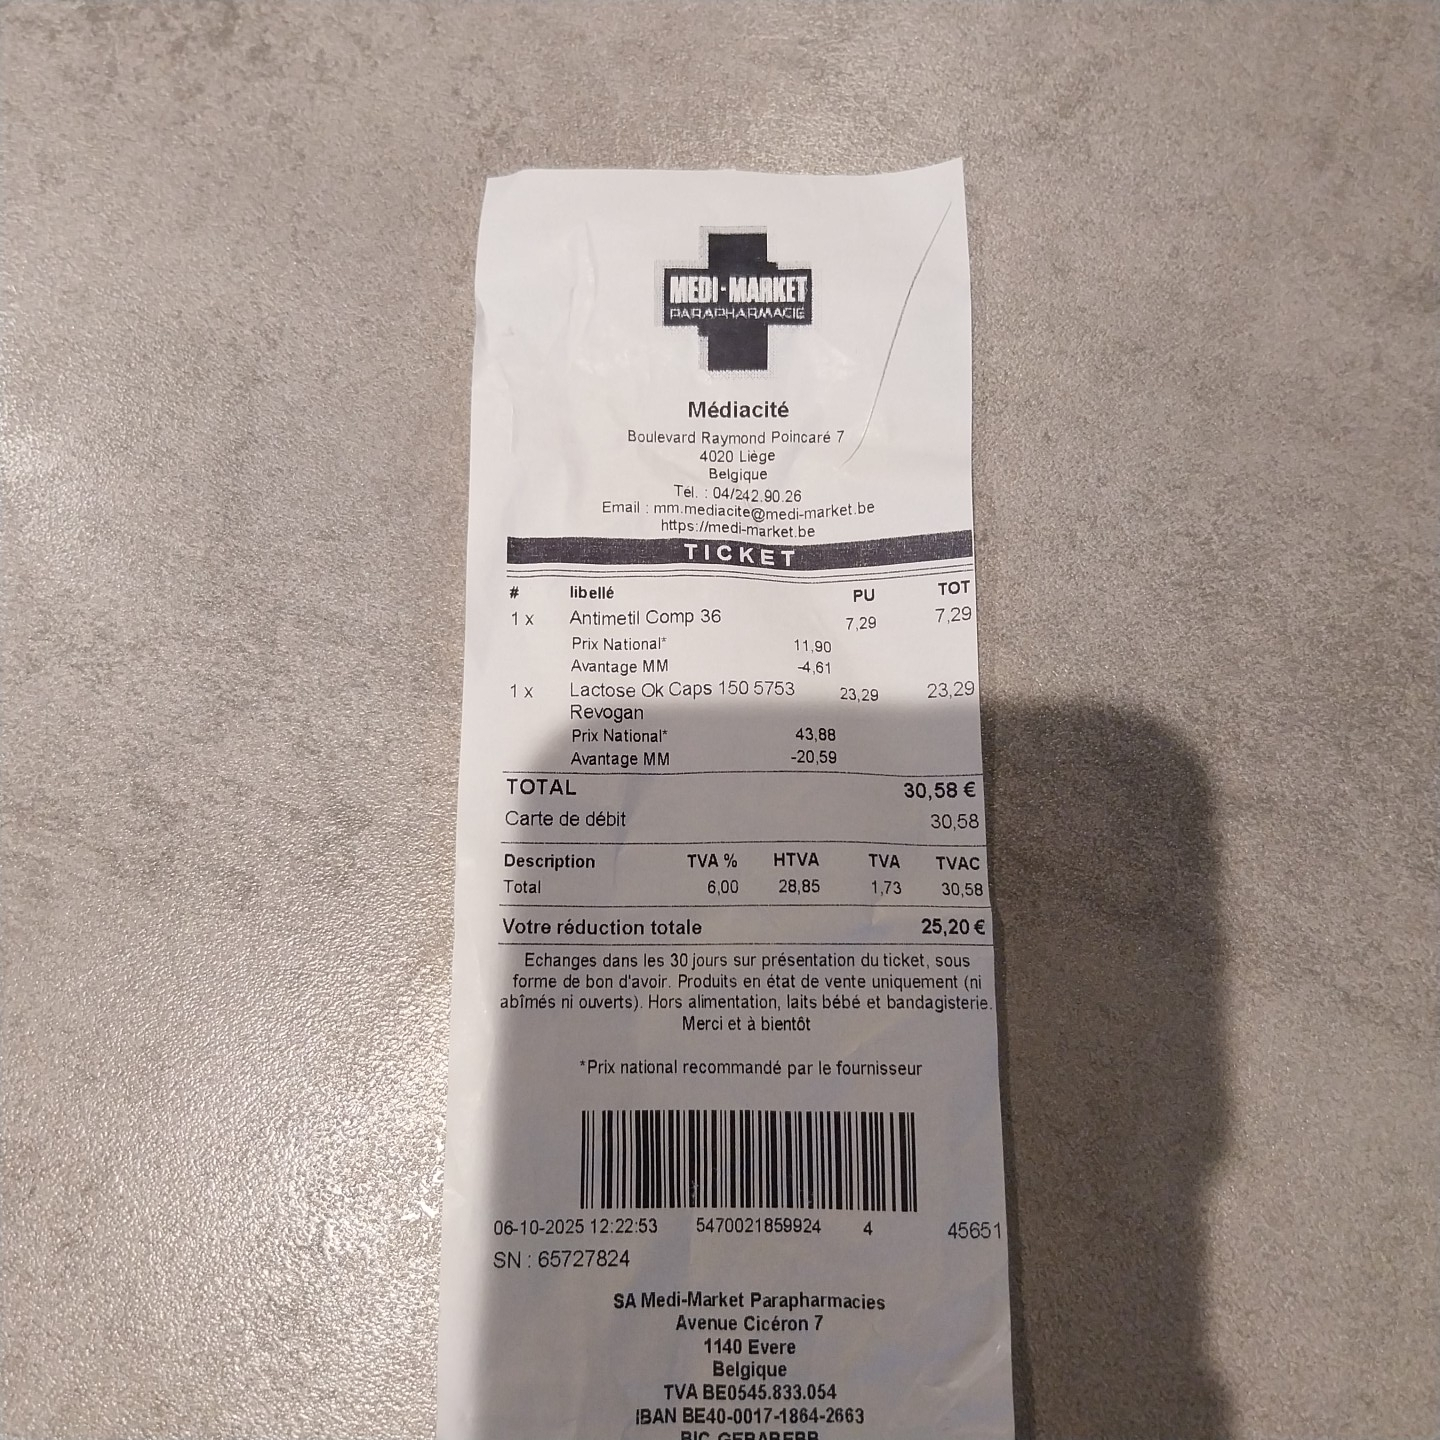 MEDI-MARKET
PARAPHARMACIE
Médiacité
Boulevard Raymond Poincaré 7
4020 Liège
Belgique
Tél. : 04/242.90.26
Email : mm.mediacite@medi-market.be
https://medi-market.be
TICKET
# libellé PU TOT
1 x Antimetil Comp 36 7,29 7,29
Prix National* 11,90
Avantage MM -4,61
1 x Lactose Ok Caps 150 5753 23,29 23,29
Revogan
Prix National* 43,88
Avantage MM -20,59
TOTAL 30,58 €
Carte de débit 30,58
Description TVA % HTVA TVA TVAC
Total 6,00 28,85 1,73 30,58
Votre réduction totale 25,20 €
Echanges dans les 30 jours sur présentation du ticket, sous
forme de bon d'avoir. Produits en état de vente uniquement (ni
abîmés ni ouverts). Hors alimentation, laits bébé et bandagisterie.
Merci et à bientôt
*Prix national recommandé par le fournisseur
06-10-2025 12:22:53 5470021859924 4 45651
SN : 65727824
SA Medi-Market Parapharmacies
Avenue Cicéron 7
1140 Evere
Belgique
TVA BE0545.833.054
IBAN BE40-0017-1864-2663
BIC GEBABEBB